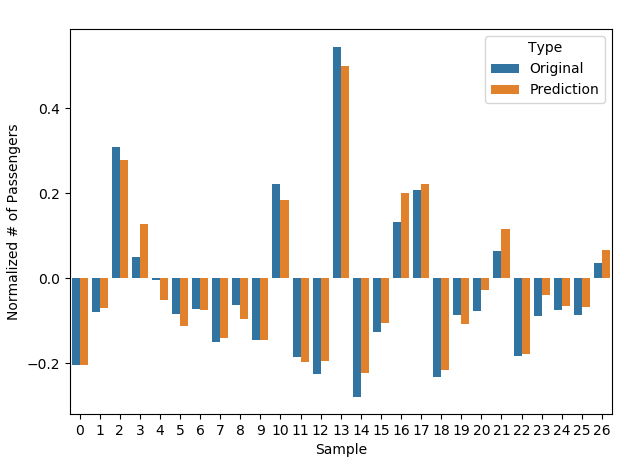 Type
Original
Prediction
Normalized # of Passengers
0.4
0.2
0.0
−0.2
0 1 2 3 4 5 6 7 8 9 10 11 12 13 14 15 16 17 18 19 20 21 22 23 24 25 26
Sample